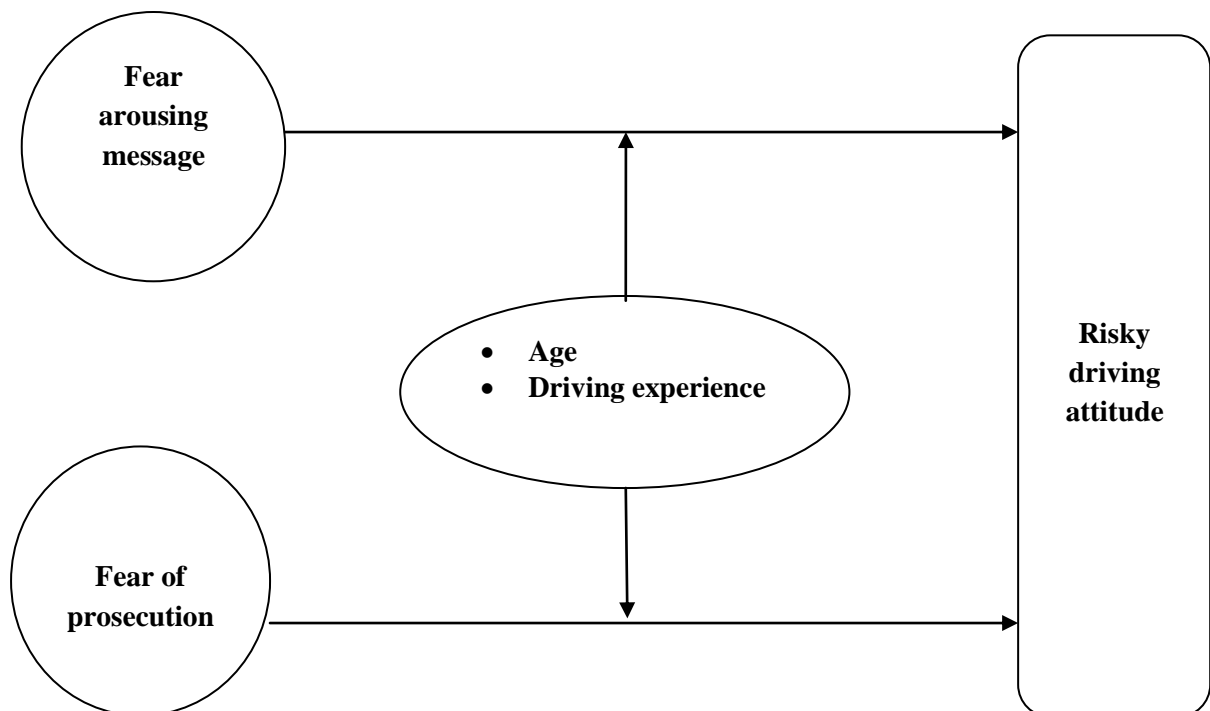 Fear
arousing
message
• Age
• Driving experience
Risky
driving
attitude
Fear of
prosecution